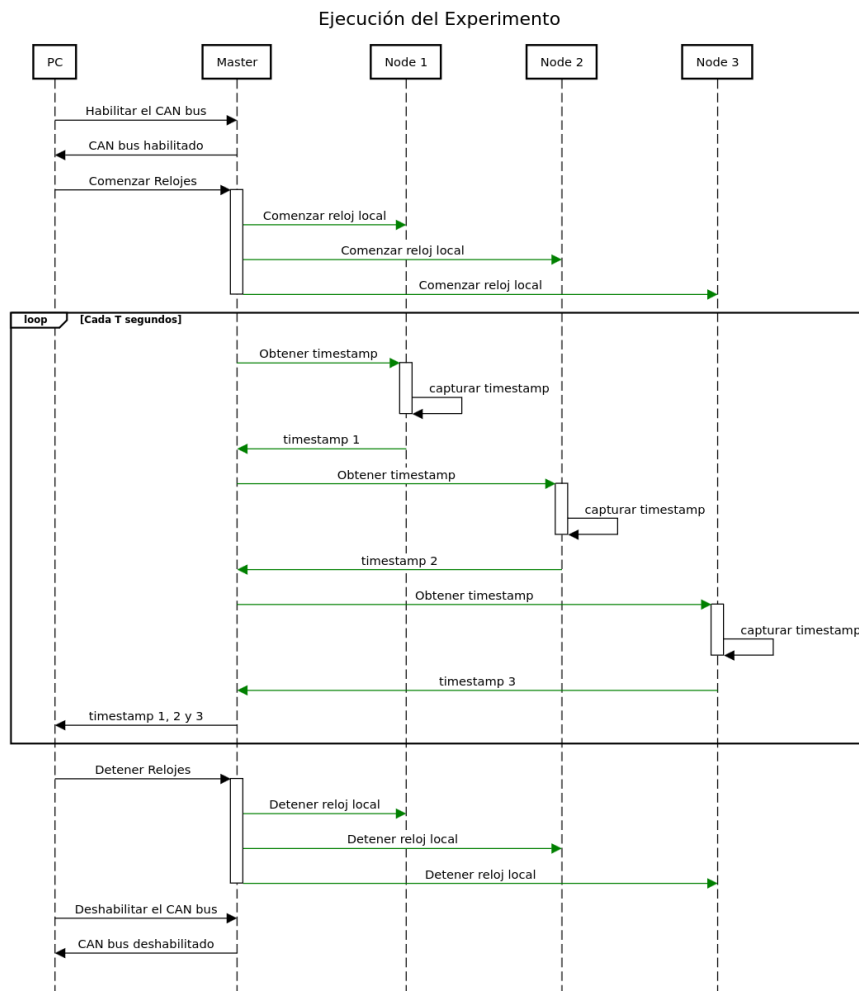 Ejecución del Experimento
PC
Master
Node 1
Node 2
Node 3
Habilitar el CAN bus
CAN bus habilitado
Comenzar Relojes
Comenzar reloj local
Comenzar reloj local
Comenzar reloj local
loop
[Cada T segundos]
Obtener timestamp
capturar timestamp
timestamp 1
Obtener timestamp
capturar timestamp
timestamp 2
Obtener timestamp
capturar timestamp
timestamp 3
timestamp 1, 2 y 3
Detener Relojes
Detener reloj local
Detener reloj local
Detener reloj local
Deshabilitar el CAN bus
CAN bus deshabilitado